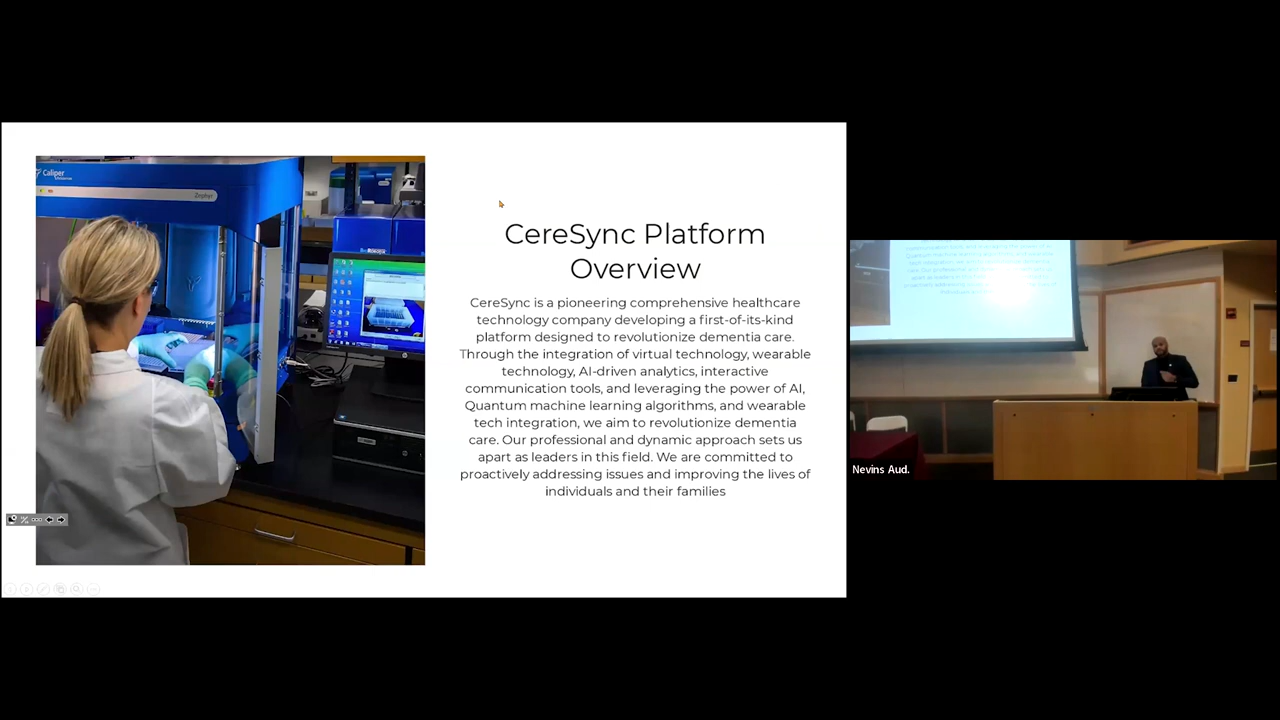 Caliper
Zephyr
CereSync Platform
Overview
CereSync is a pioneering comprehensive healthcare
technology company developing a first-of-its-kind
platform designed to revolutionize dementia care.
Through the integration of virtual technology, wearable
technology, AI-driven analytics, interactive
communication tools, and leveraging the power of AI,
Quantum machine learning algorithms, and wearable
tech integration, we aim to revolutionize dementia
care. Our professional and dynamic approach sets us
apart as leaders in this field. We are committed to
proactively addressing issues and improving the lives of
individuals and their families
Nevins Aud.